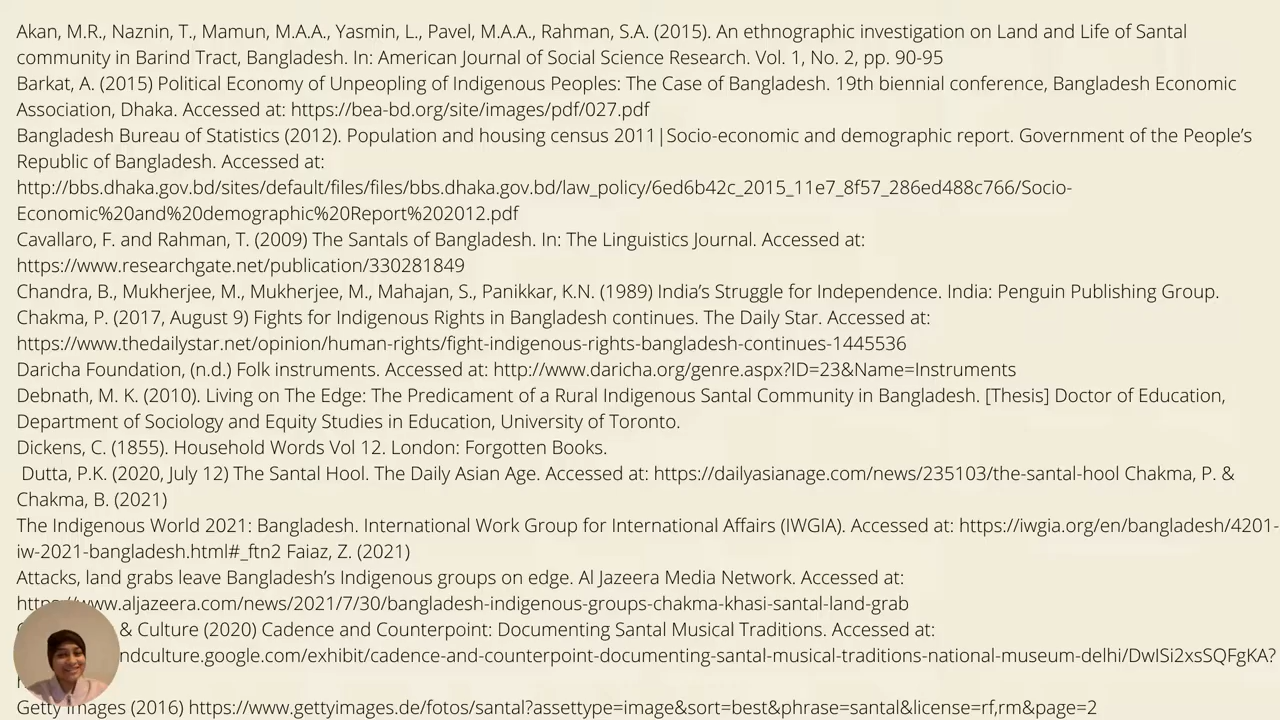 Akan, M.R., Naznin, T., Mamun, M.A.A., Yasmin, L., Pavel, M.A.A., Rahman, S.A. (2015). An ethnographic investigation on Land and Life of Santal
community in Barind Tract, Bangladesh. In: American Journal of Social Science Research. Vol. 1, No. 2, pp. 90-95
Barkat, A. (2015) Political Economy of Unpeopling of Indigenous Peoples: The Case of Bangladesh. 19th biennial conference, Bangladesh Economic
Association, Dhaka. Accessed at: https://bea-bd.org/site/images/pdf/027.pdf
Bangladesh Bureau of Statistics (2012). Population and housing census 2011|Socio-economic and demographic report. Government of the People’s
Republic of Bangladesh. Accessed at:
http://bbs.dhaka.gov.bd/sites/default/files/files/bbs.dhaka.gov.bd/law_policy/6ed6b42c_2015_11e7_8f57_286ed488c766/Socio-
Economic%20and%20demographic%20Report%202012.pdf
Cavallaro, F. and Rahman, T. (2009) The Santals of Bangladesh. In: The Linguistics Journal. Accessed at:
https://www.researchgate.net/publication/330281849
Chandra, B., Mukherjee, M., Mukherjee, M., Mahajan, S., Panikkar, K.N. (1989) India’s Struggle for Independence. India: Penguin Publishing Group.
Chakma, P. (2017, August 9) Fights for Indigenous Rights in Bangladesh continues. The Daily Star. Accessed at:
https://www.thedailystar.net/opinion/human-rights/fight-indigenous-rights-bangladesh-continues-1445536
Daricha Foundation, (n.d.) Folk instruments. Accessed at: http://www.daricha.org/genre.aspx?ID=23&Name=Instruments
Debnath, M. K. (2010). Living on The Edge: The Predicament of a Rural Indigenous Santal Community in Bangladesh. [Thesis] Doctor of Education,
Department of Sociology and Equity Studies in Education, University of Toronto.
Dickens, C. (1855). Household Words Vol 12. London: Forgotten Books.
Dutta, P.K. (2020, July 12) The Santal Hool. The Daily Asian Age. Accessed at: https://dailyasianage.com/news/235103/the-santal-hool Chakma, P. &
Chakma, B. (2021)
The Indigenous World 2021: Bangladesh. International Work Group for International Affairs (IWGIA). Accessed at: https://iwgia.org/en/bangladesh/4201-
iw-2021-bangladesh.html#_ftn2 Faiaz, Z. (2021)
Attacks, land grabs leave Bangladesh’s Indigenous groups on edge. Al Jazeera Media Network. Accessed at:
www.aljazeera.com/news/2021/7/30/bangladesh-indigenous-groups-chakma-khasi-santal-land-grab
& Culture (2020) Cadence and Counterpoint: Documenting Santal Musical Traditions. Accessed at:
ndculture.google.com/exhibit/cadence-and-counterpoint-documenting-santal-musical-traditions-national-museum-delhi/DwISi2xsSQFgKA?
Getty Images (2016) https://www.gettyimages.de/fotos/santal?assettype=image&sort=best&phrase=santal&license=rf,rm&page=2